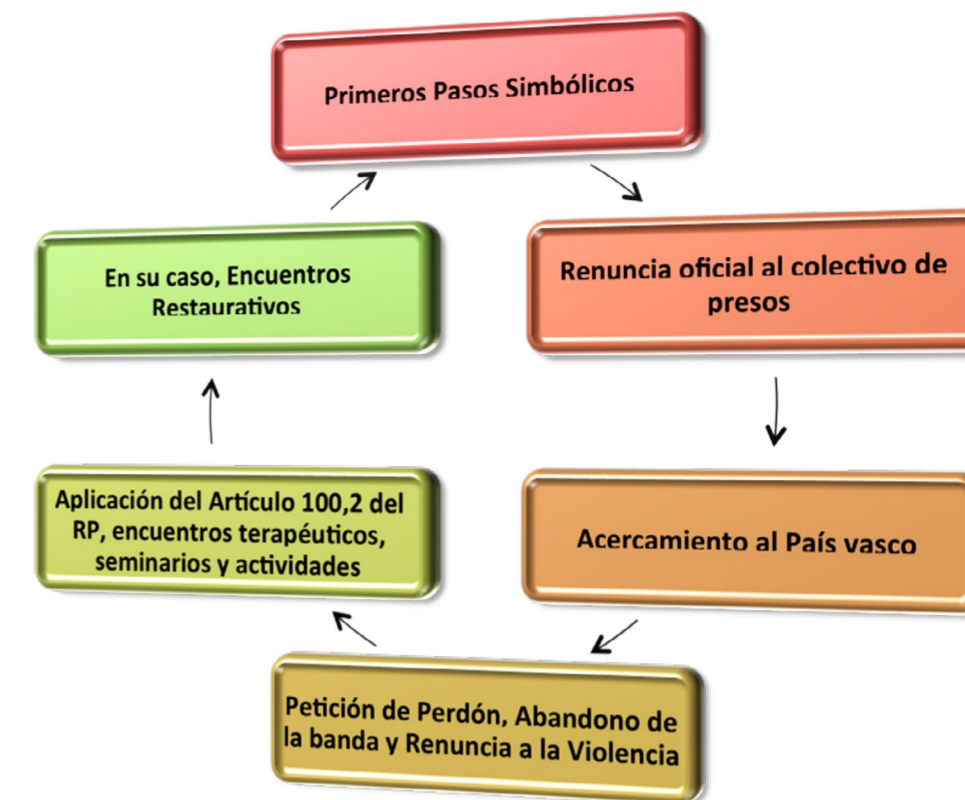 Primeros Pasos Simbólicos
Renuncia oficial al colectivo de
presos
Acercamiento al País vasco
Petición de Perdón, Abandono de
la banda y Renuncia a la Violencia
Aplicación del Artículo 100,2 del
RP, encuentros terapéuticos,
seminarios y actividades
En su caso, Encuentros
Restaurativos